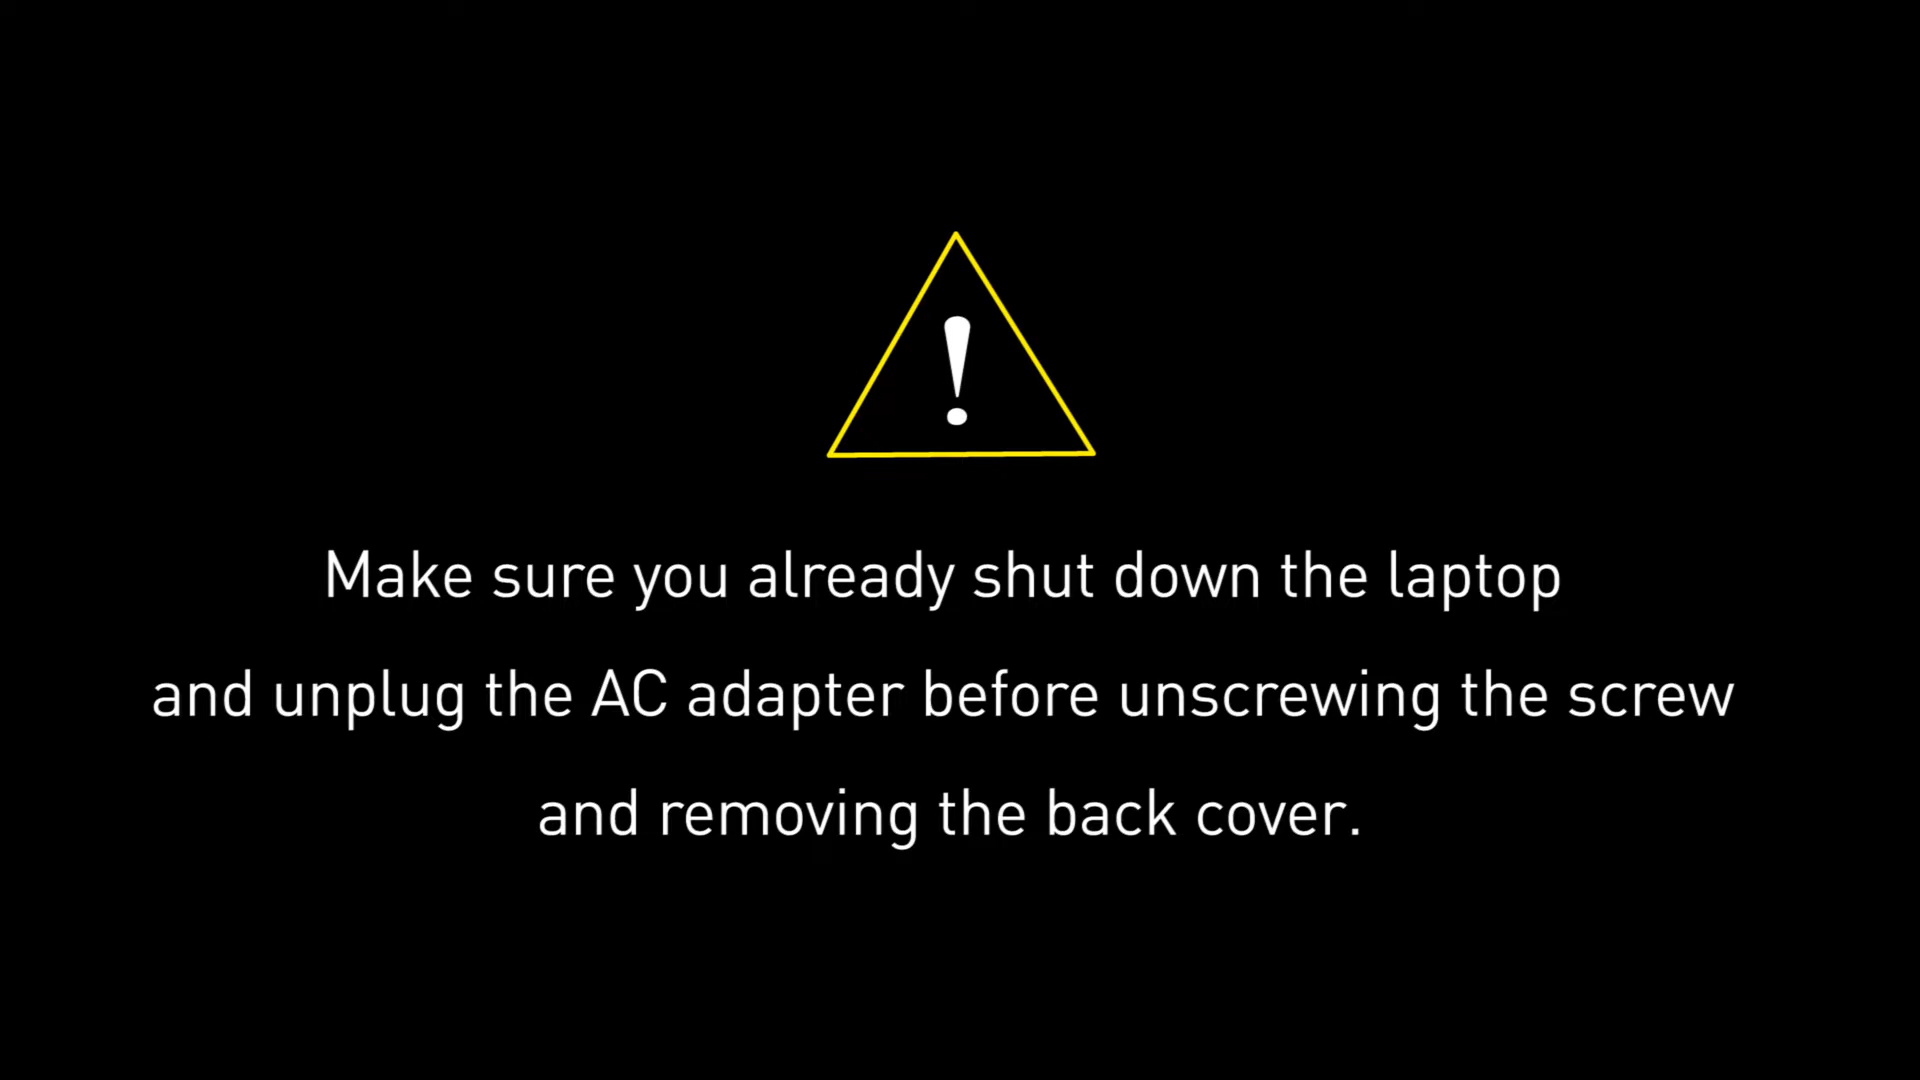 !
Make sure you already shut down the laptop
and unplug the AC adapter before unscrewing the screw
and removing the back cover.